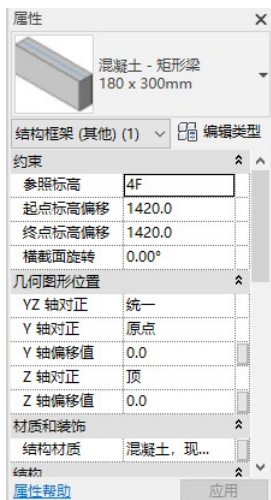 属性
混凝土 - 矩形梁
180 x 300mm
结构框架 (其他) (1) 编辑类型
约束
参照标高 4F
起点标高偏移 1420.0
终点标高偏移 1420.0
横截面旋转 0.00°
几何图形位置
YZ 轴对正 统一
Y 轴对正 原点
Y 轴偏移值 0.0
Z 轴对正 顶
Z 轴偏移值 0.0
材质和装饰
结构材质 混凝土，现...
结构
属性帮助 应用